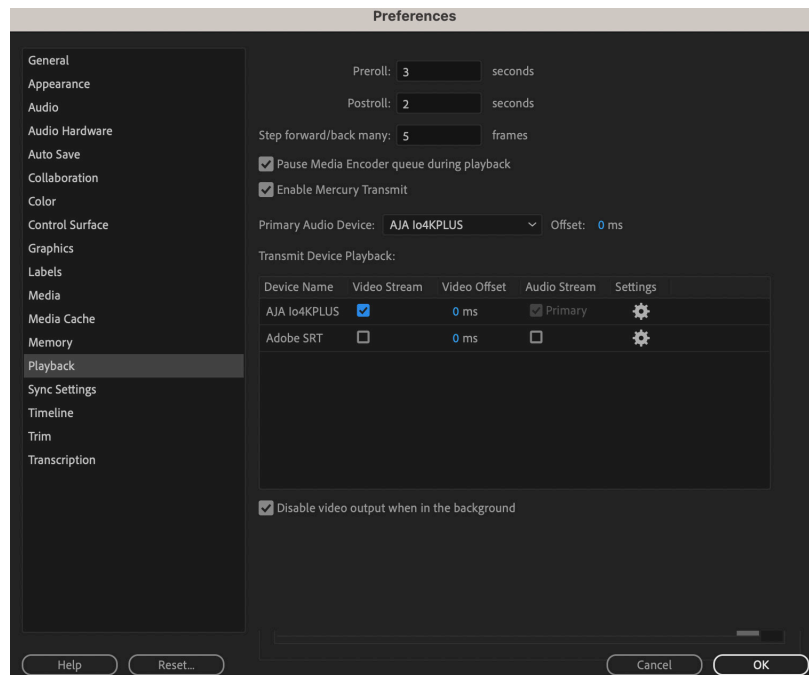 Preferences
General
Appearance
Audio
Audio Hardware
Auto Save
Collaboration
Color
Control Surface
Graphics
Labels
Media
Media Cache
Memory
Playback
Sync Settings
Timeline
Trim
Transcription
Preroll: 3 seconds
Postroll: 2 seconds
Step forward/back many: 5 frames
Pause Media Encoder queue during playback
Enable Mercury Transmit
Primary Audio Device: AJA Io4KPLUS Offset: 0 ms
Transmit Device Playback:
Device Name Video Stream Video Offset Audio Stream Settings
AJA Io4KPLUS 0 ms Primary
Adobe SRT 0 ms
Disable video output when in the background
Help Reset... Cancel OK